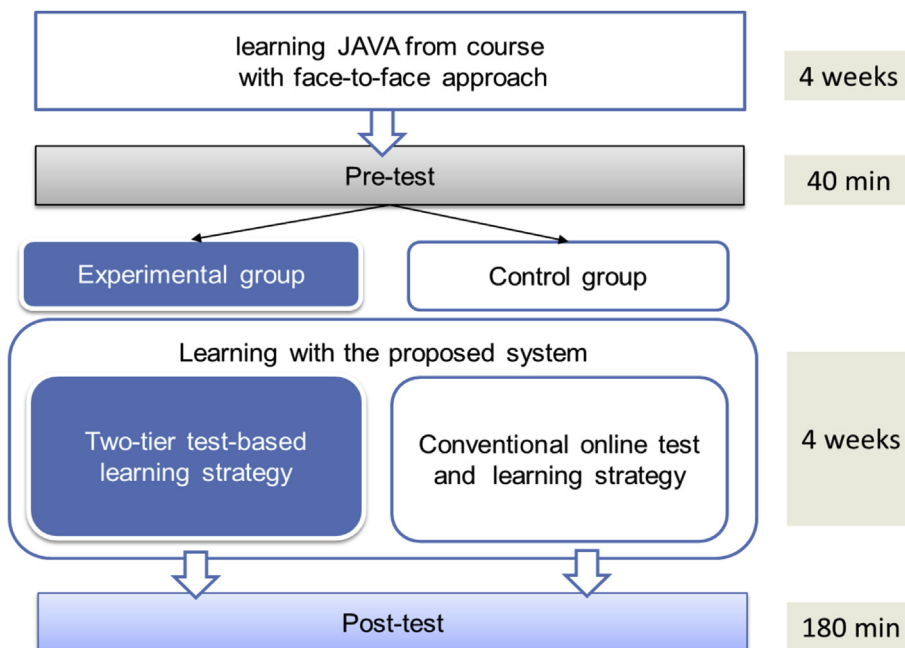 learning JAVA from course
with face-to-face approach
4 weeks
Pre-test
40 min
Experimental group
Control group
Learning with the proposed system
Two-tier test-based
learning strategy
Conventional online test
and learning strategy
4 weeks
Post-test
180 min